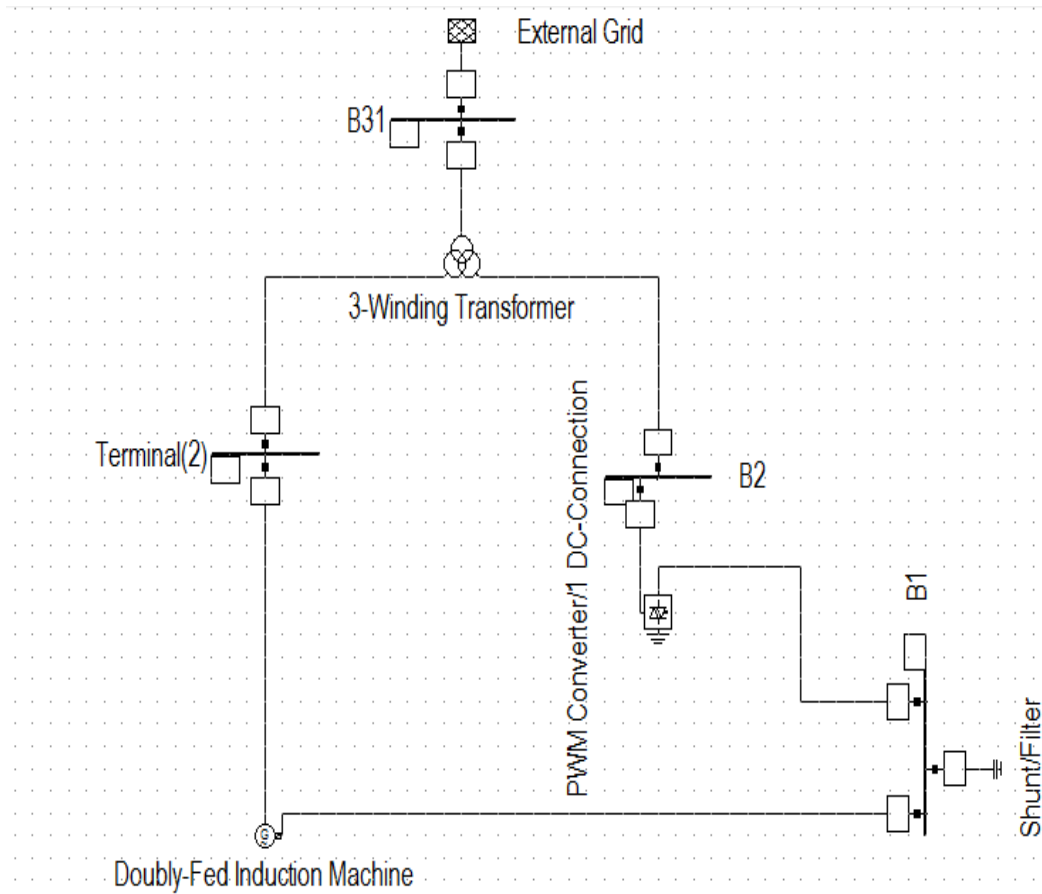 External Grid
B31
3-Winding Transformer
Terminal(2)
B2
PWM Converter/1 DC-Connection
B1
Shunt/Filter
G
Doubly-Fed Induction Machine